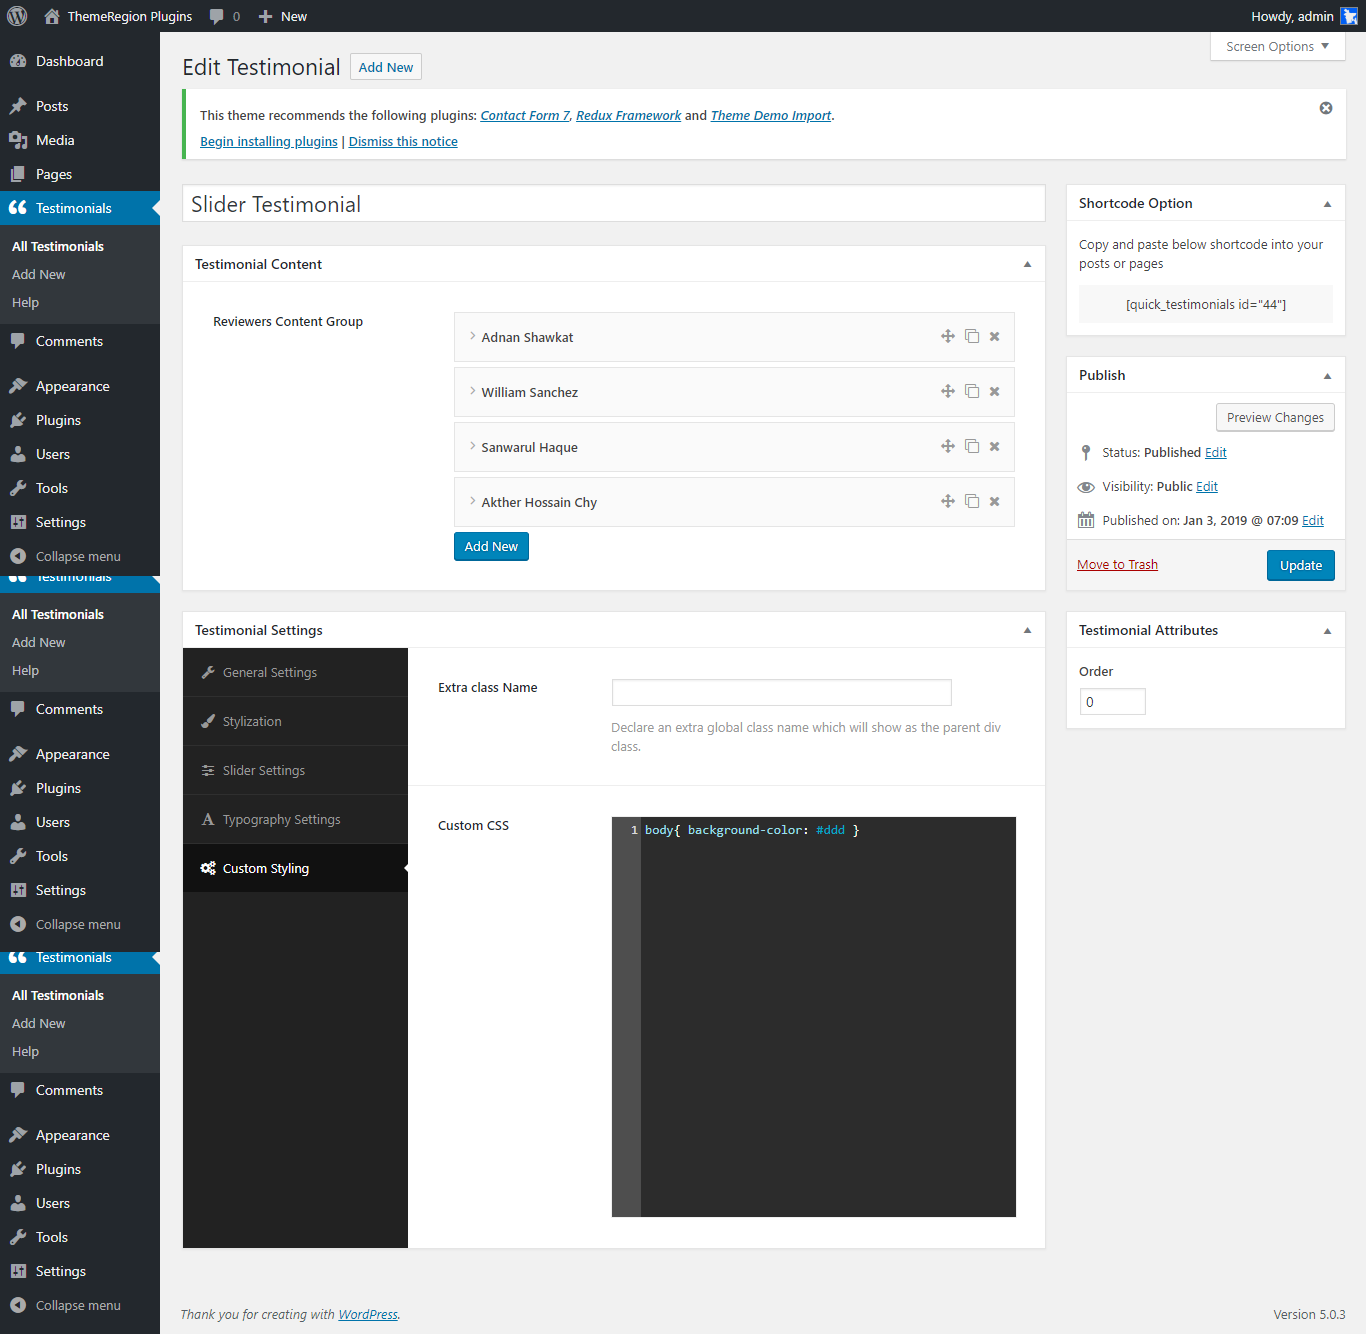 ThemeRegion Plugins 0 New Howdy, admin
Screen Options
Dashboard
Posts
Media
Pages
Testimonials
All Testimonials
Add New
Help
Comments
Appearance
Plugins
Users
Tools
Settings
Collapse menu
Testimonials
All Testimonials
Add New
Help
Comments
Appearance
Plugins
Users
Tools
Settings
Collapse menu
Testimonials
All Testimonials
Add New
Help
Comments
Appearance
Plugins
Users
Tools
Settings
Collapse menu
Edit Testimonial Add New
This theme recommends the following plugins: Contact Form 7, Redux Framework and Theme Demo Import.
Begin installing plugins | Dismiss this notice
Slider Testimonial
Testimonial Content
Reviewers Content Group
Adnan Shawkat
William Sanchez
Sanwarul Haque
Akther Hossain Chy
Add New
Testimonial Settings
General Settings
Stylization
Slider Settings
Typography Settings
Custom Styling
Extra class Name
Declare an extra global class name which will show as the parent div
class.
Custom CSS
1 body{ background-color: #ddd }
Shortcode Option
Copy and paste below shortcode into your
posts or pages
[quick_testimonials id="44"]
Publish
Preview Changes
Status: Published Edit
Visibility: Public Edit
Published on: Jan 3, 2019 @ 07:09 Edit
Move to Trash Update
Testimonial Attributes
Order
0
Thank you for creating with WordPress. Version 5.0.3